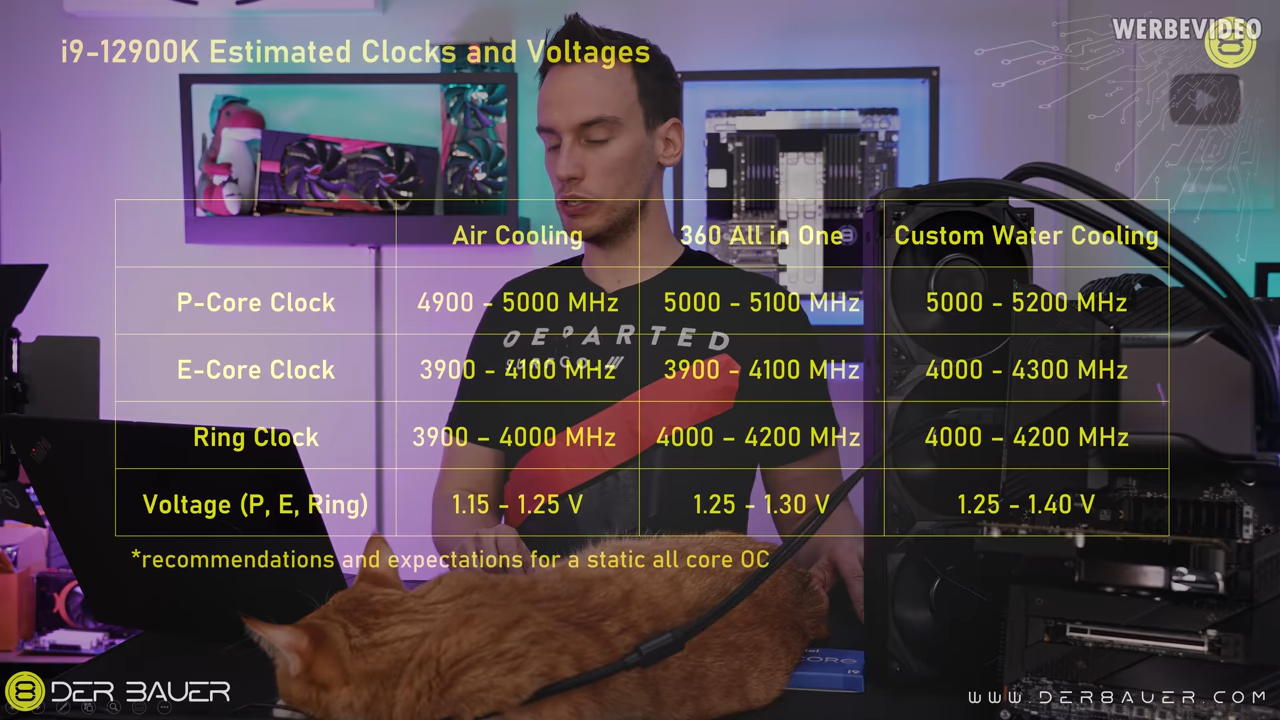 WERBEVIDEO
i9-12900K Estimated Clocks and Voltages
Air Cooling 360 All in One Custom Water Cooling
P-Core Clock 4900 - 5000 MHz 5000 - 5100 MHz 5000 - 5200 MHz
DEPARTED
E-Core Clock 3900 - 4100 MHz 3900 - 4100 MHz 4000 - 4300 MHz
Ring Clock 3900 – 4000 MHz 4000 – 4200 MHz 4000 – 4200 MHz
Voltage (P, E, Ring) 1.15 - 1.25 V 1.25 - 1.30 V 1.25 - 1.40 V
*recommendations and expectations for a static all core OC
DER 8AUER
WWW.DER8AUER.COM